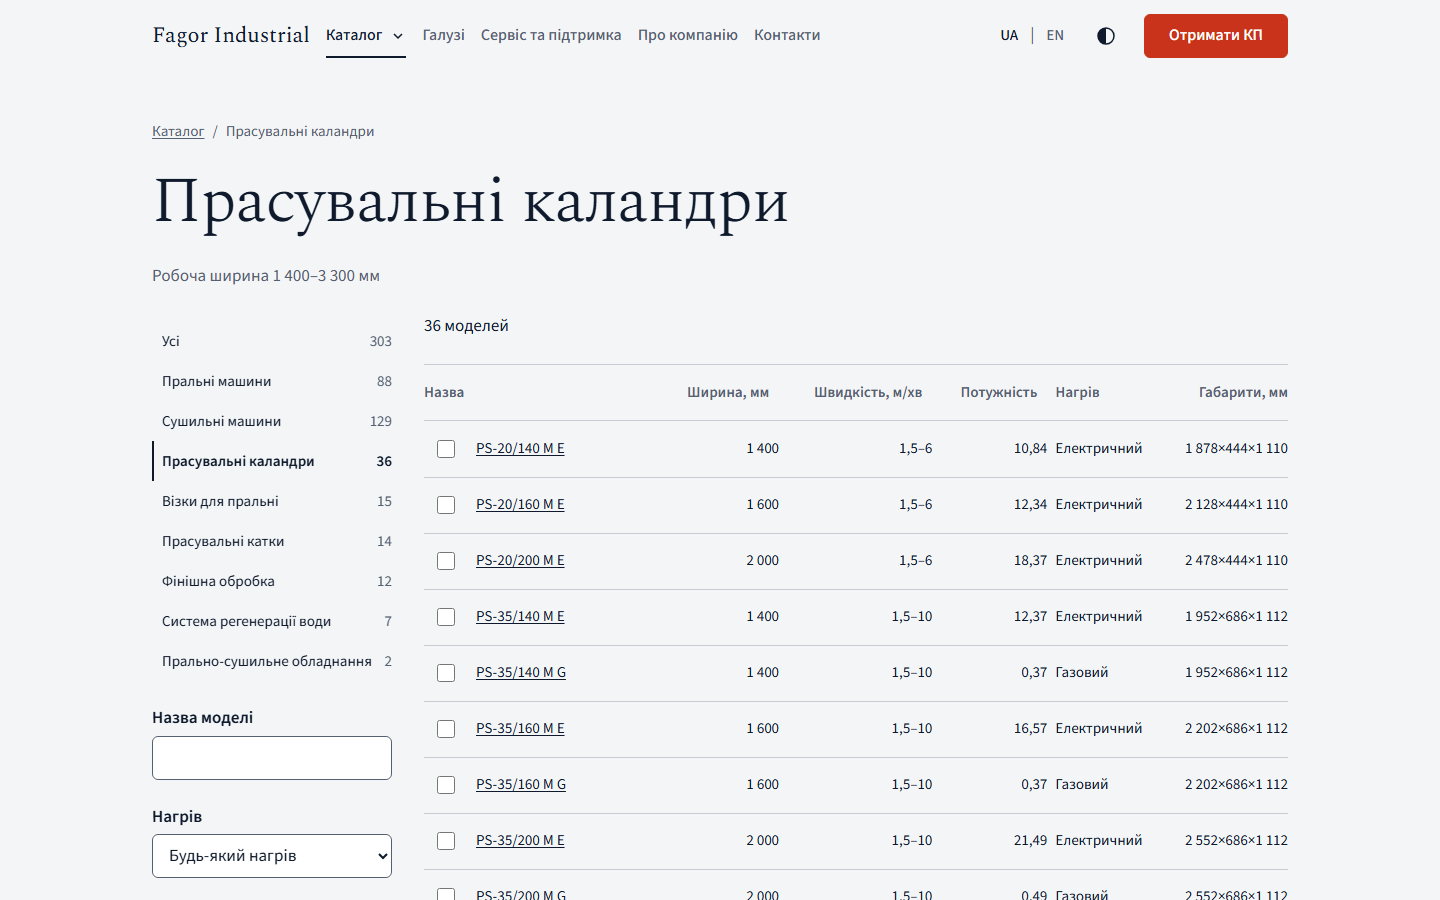 Fagor Industrial Каталог Галузі Сервіс та підтримка Про компанію Контакти UA | EN Отримати КП
Каталог / Прасувальні каландри
Прасувальні каландри
Робоча ширина 1 400–3 300 мм
Усі 303
Пральні машини 88
Сушильні машини 129
Прасувальні каландри 36
Візки для пральні 15
Прасувальні катки 14
Фінішна обробка 12
Система регенерації води 7
Прально-сушильне обладнання 2
Назва моделі
Нагрів
Будь-який нагрів
36 моделей
Назва Ширина, мм Швидкість, м/хв Потужність Нагрів Габарити, мм
PS-20/140 M E 1 400 1,5–6 10,84 Електричний 1 878×444×1 110
PS-20/160 M E 1 600 1,5–6 12,34 Електричний 2 128×444×1 110
PS-20/200 M E 2 000 1,5–6 18,37 Електричний 2 478×444×1 110
PS-35/140 M E 1 400 1,5–10 12,37 Електричний 1 952×686×1 112
PS-35/140 M G 1 400 1,5–10 0,37 Газовий 1 952×686×1 112
PS-35/160 M E 1 600 1,5–10 16,57 Електричний 2 202×686×1 112
PS-35/160 M G 1 600 1,5–10 0,37 Газовий 2 202×686×1 112
PS-35/200 M E 2 000 1,5–10 21,49 Електричний 2 552×686×1 112
PS-35/200 M G 2 000 1,5–10 0,49 Газовий 2 552×686×1 112